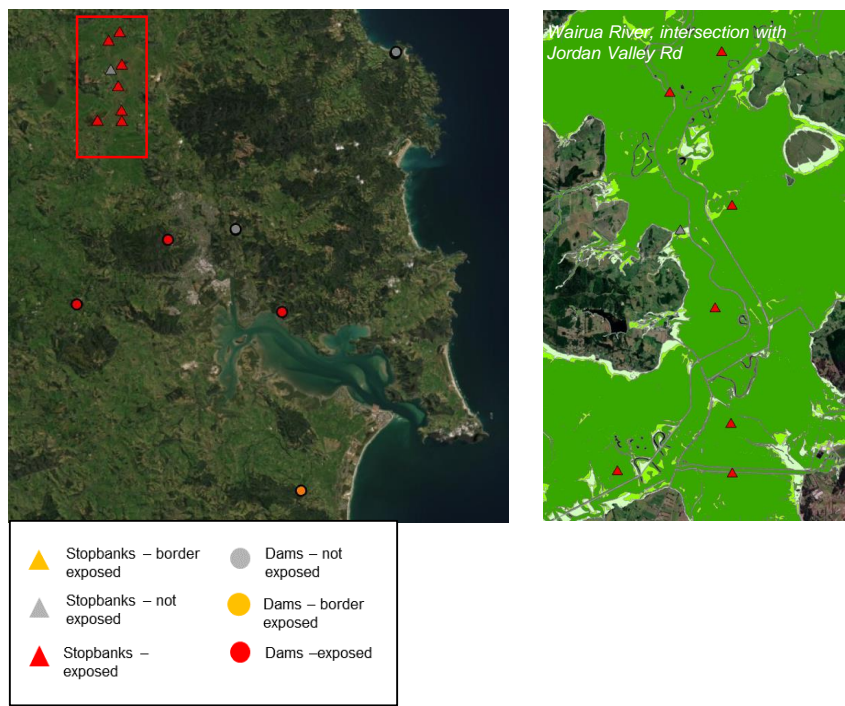 Wairua River, intersection with
Jordan Valley Rd
Stopbanks – border
exposed
Stopbanks – not
exposed
Stopbanks –
exposed
Dams – not
exposed
Dams – border
exposed
Dams –exposed